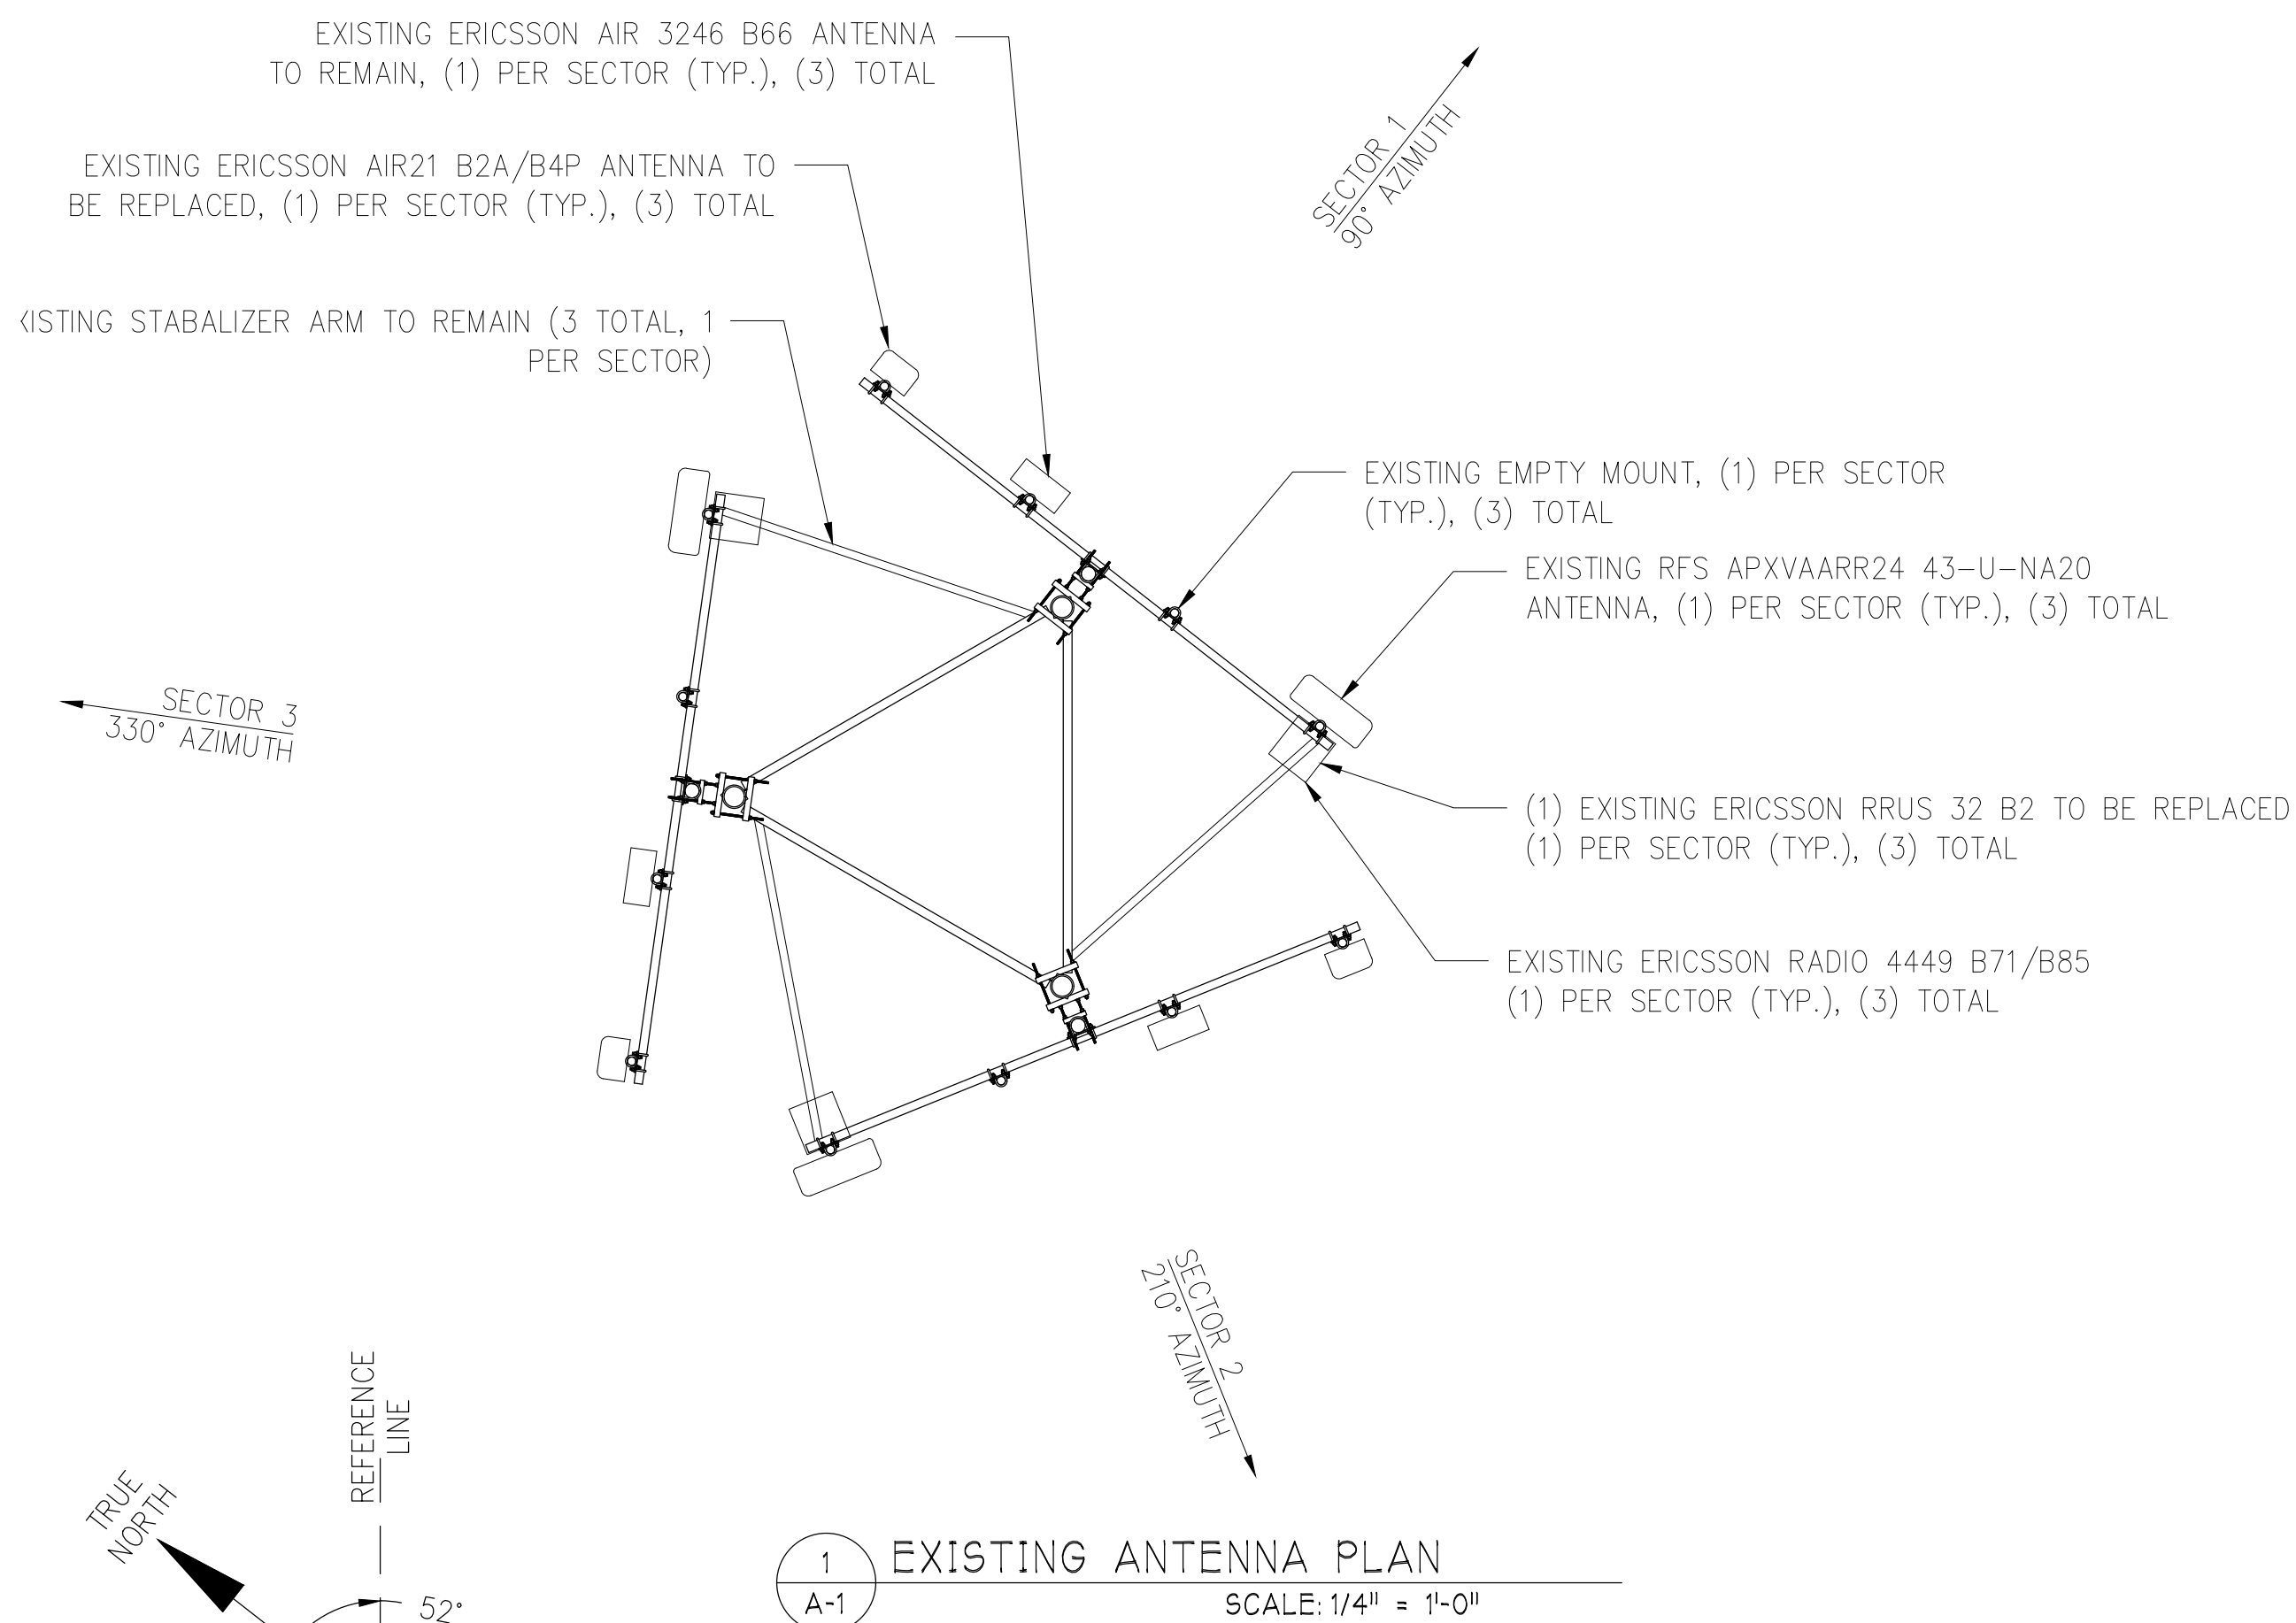 EXISTING ERICSSON AIR 3246 B66 ANTENNA
TO REMAIN, (1) PER SECTOR (TYP.), (3) TOTAL
EXISTING ERICSSON AIR21 B2A/B4P ANTENNA TO
BE REPLACED, (1) PER SECTOR (TYP.), (3) TOTAL
XISTING STABALIZER ARM TO REMAIN (3 TOTAL, 1
PER SECTOR)
SECTOR 1
90° AZIMUTH
EXISTING EMPTY MOUNT, (1) PER SECTOR
(TYP.), (3) TOTAL
EXISTING RFS APXVAARR24 43-U-NA20
ANTENNA, (1) PER SECTOR (TYP.), (3) TOTAL
SECTOR 3
330° AZIMUTH
(1) EXISTING ERICSSON RRUS 32 B2 TO BE REPLACED
(1) PER SECTOR (TYP.), (3) TOTAL
EXISTING ERICSSON RADIO 4449 B71/B85
(1) PER SECTOR (TYP.), (3) TOTAL
SECTOR 2
210° AZIMUTH
REFERENCE
LINE
TRUE
NORTH
52°
1
A-1
EXISTING ANTENNA PLAN
SCALE: 1/4" = 1'-0"